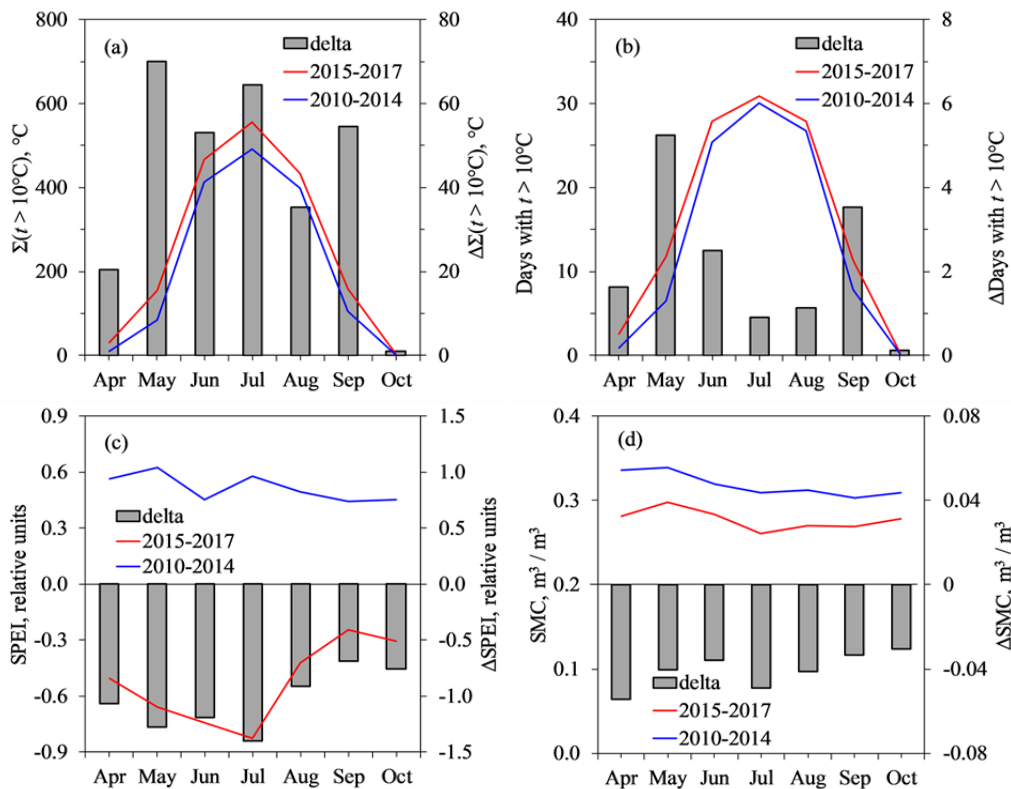 (a)
delta
2015-2017
2010-2014
Σ(t > 10°C), °C
800
600
400
200
0
ΔΣ(t > 10°C), °C
80
60
40
20
0
Apr May Jun Jul Aug Sep Oct
(b)
delta
2015-2017
2010-2014
Days with t > 10°C
40
30
20
10
0
ΔDays with t > 10°C
8
6
4
2
0
Apr May Jun Jul Aug Sep Oct
(c)
delta
2015-2017
2010-2014
SPEI, relative units
0.9
0.6
0.3
0.0
-0.3
-0.6
-0.9
ΔSPEI, relative units
1.5
1.0
0.5
0.0
-0.5
-1.0
-1.5
Apr May Jun Jul Aug Sep Oct
(d)
delta
2015-2017
2010-2014
SMC, m³ / m³
0.4
0.3
0.2
0.1
0.0
ΔSMC, m³ / m³
0.08
0.04
0
-0.04
-0.08
Apr May Jun Jul Aug Sep Oct